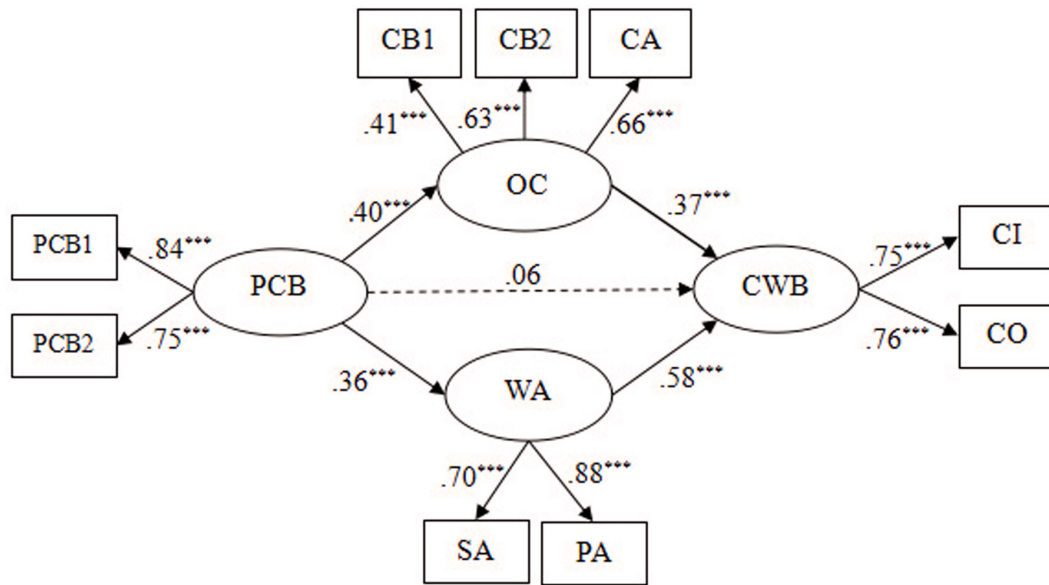 CB1
CB2
CA
.41***
.63***
.66***
OC
.40***
.37***
PCB1
.84***
CI
.75***
PCB
.06
CWB
PCB2
.75***
CO
.76***
.36***
WA
.58***
.70***
.88***
SA
PA